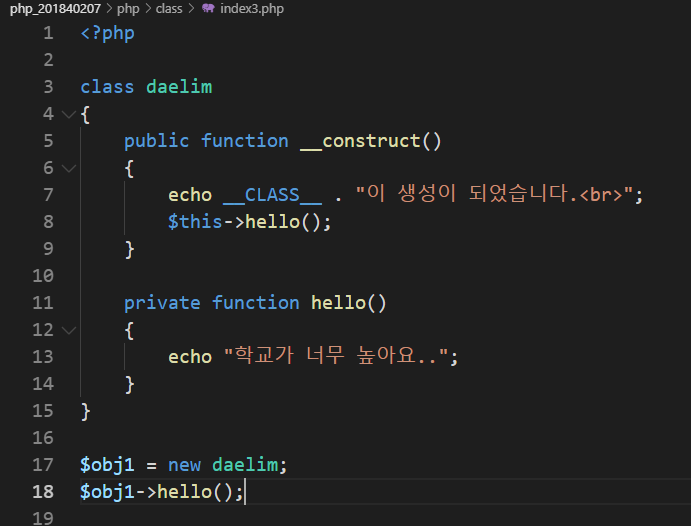 php_201840207 > php > class > index3.php
1 <?php
2
3 class daelim
4 {
5     public function __construct()
6     {
7         echo __CLASS__ . "이 생성이 되었습니다.<br>";
8         $this->hello();
9     }
10
11     private function hello()
12     {
13         echo "학교가 너무 높아요..";
14     }
15 }
16
17 $obj1 = new daelim;
18 $obj1->hello();
19